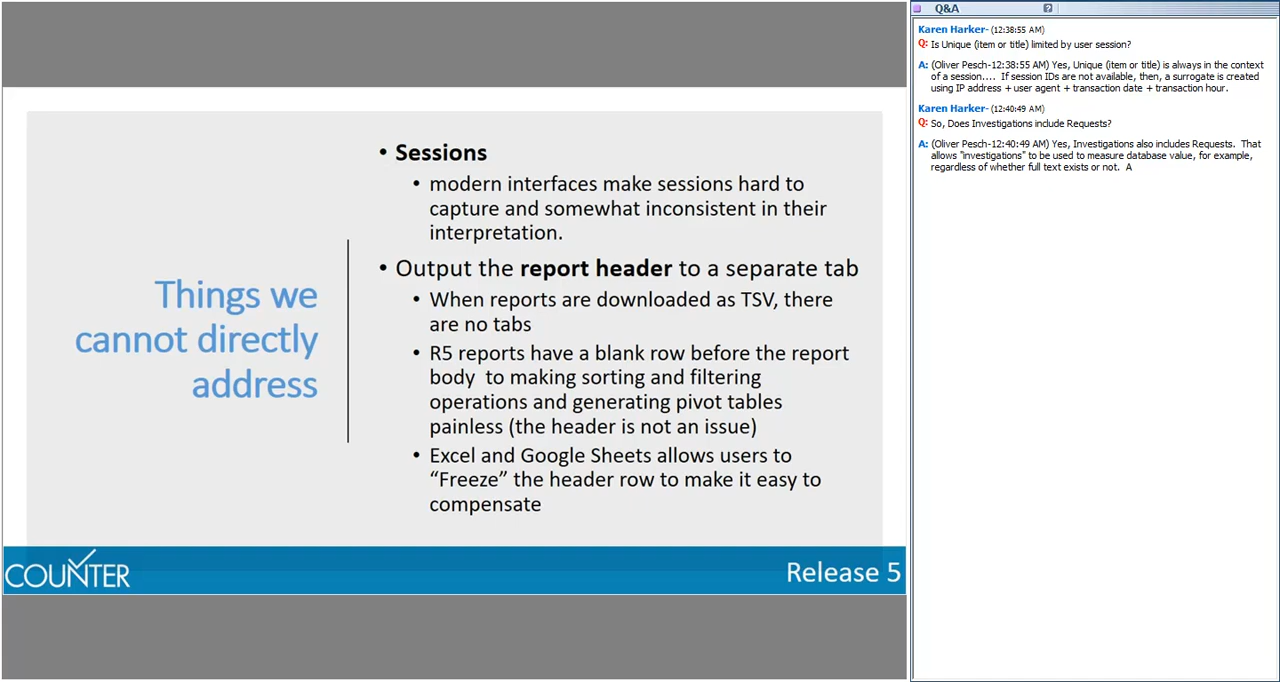 Things we
cannot directly
address
• Sessions
• modern interfaces make sessions hard to
capture and somewhat inconsistent in their
interpretation.
• Output the report header to a separate tab
• When reports are downloaded as TSV, there
are no tabs
• R5 reports have a blank row before the report
body  to making sorting and filtering
operations and generating pivot tables
painless (the header is not an issue)
• Excel and Google Sheets allows users to
“Freeze” the header row to make it easy to
compensate
COUNTER
Release 5
Q&A
?
Karen Harker- (12:38:55 AM)
Q: Is Unique (item or title) limited by user session?
A: (Oliver Pesch-12:38:55 AM) Yes, Unique (item or title) is always in the context
of a session....  If session IDs are not available, then, a surrogate is created
using IP address + user agent + transaction date + transaction hour.
Karen Harker- (12:40:49 AM)
Q: So, Does Investigations include Requests?
A: (Oliver Pesch-12:40:49 AM) Yes, Investigations also includes Requests.  That
allows "investigations" to be used to measure database value, for example,
regardless of whether full text exists or not.  A